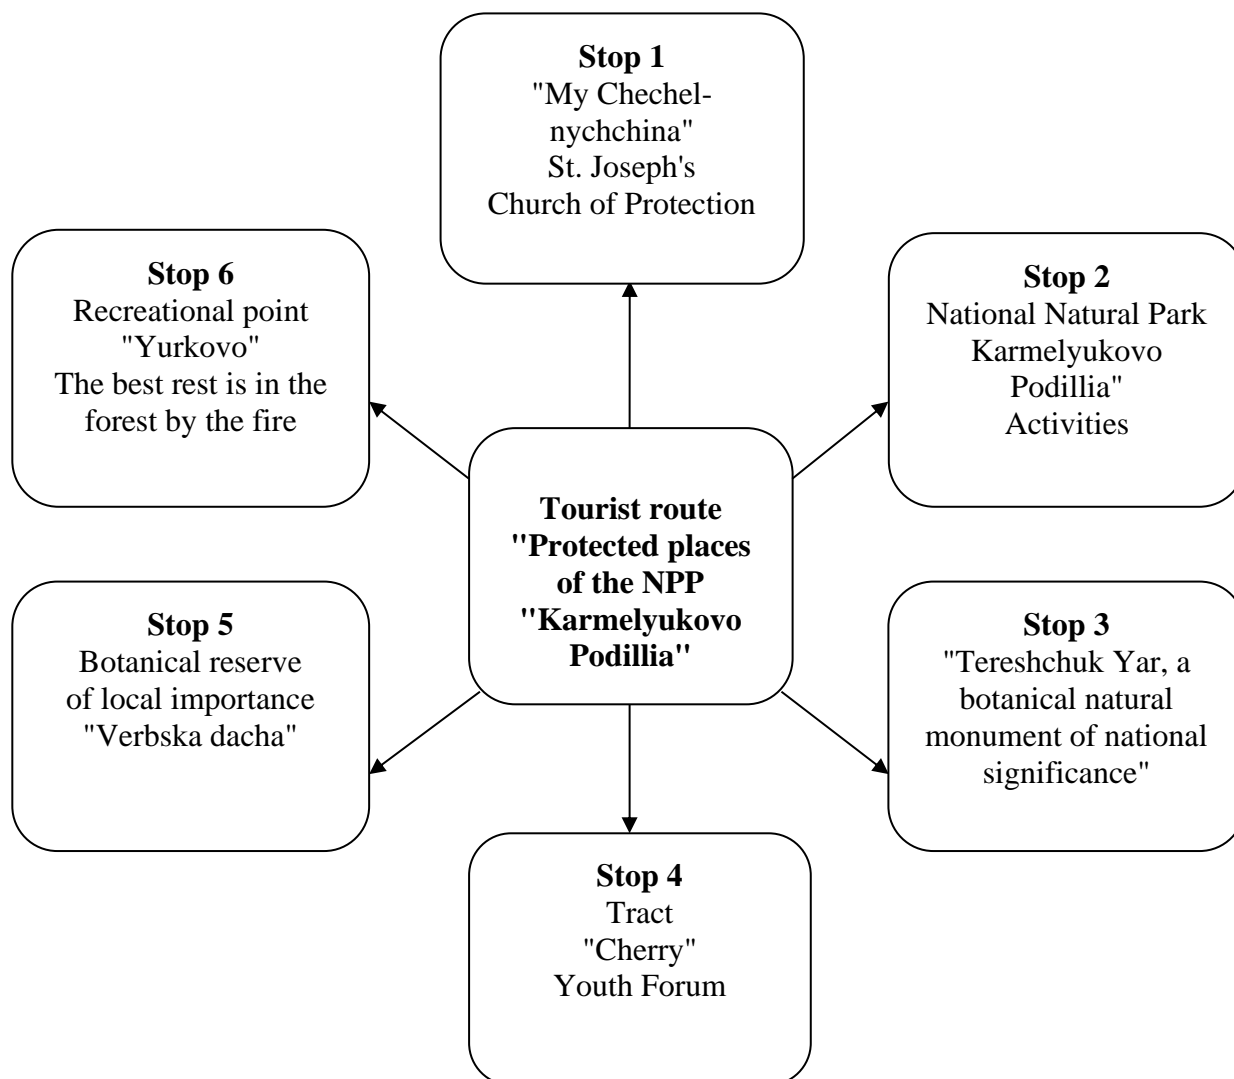 Stop 1
"My Chechel-
nychchina"
St. Joseph's
Church of Protection
Stop 6
Recreational point
"Yurkovo"
The best rest is in the
forest by the fire
Stop 2
National Natural Park
Karmelyukovo
Podillia"
Activities
Tourist route
"Protected places
of the NPP
"Karmelyukovo
Podillia"
Stop 5
Botanical reserve
of local importance
"Verbska dacha"
Stop 3
"Tereshchuk Yar, a
botanical natural
monument of national
significance"
Stop 4
Tract
"Cherry"
Youth Forum